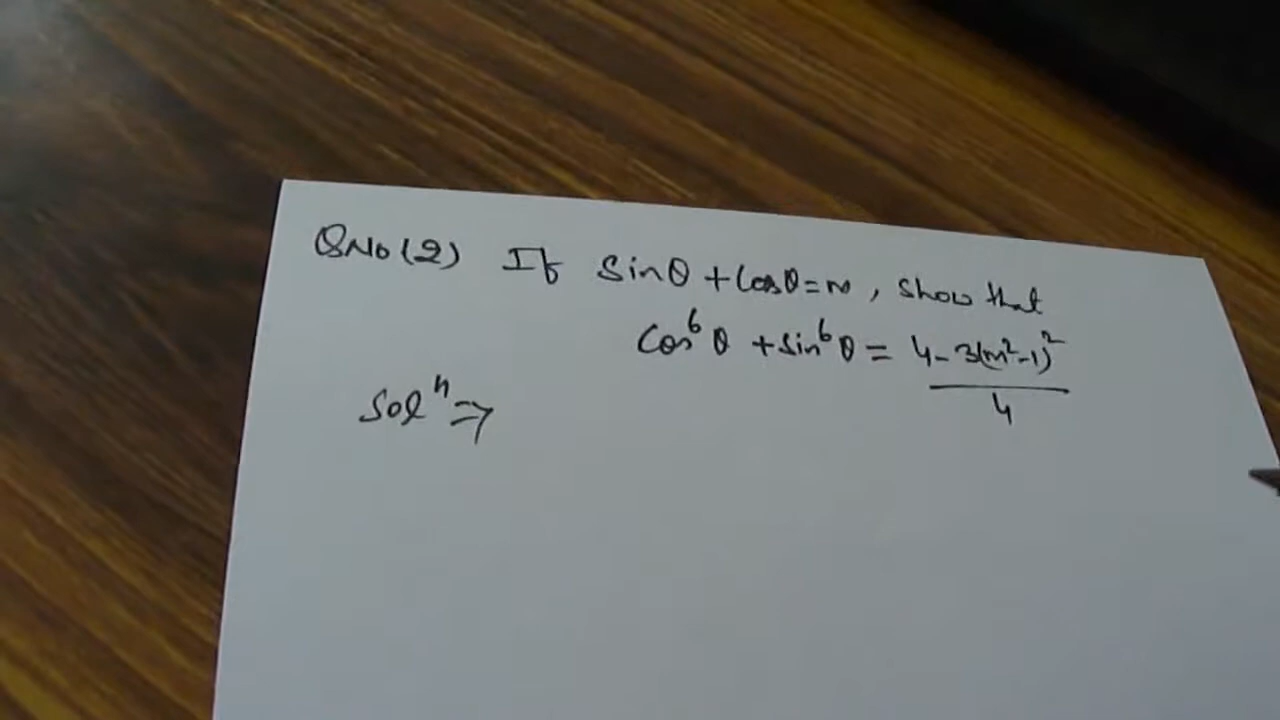 QNo (2) If sinθ + cosθ = m, show that
cos⁶θ + sin⁶θ = 4 - 3(m² - 1)²
4
Solⁿ ⇒